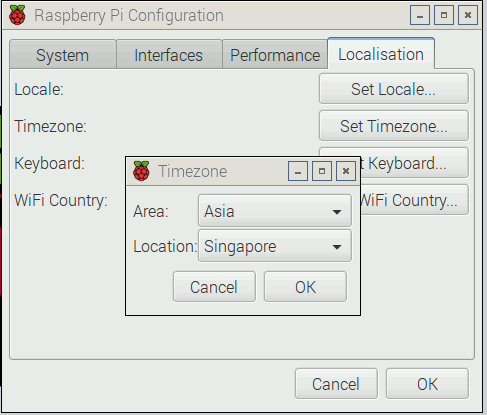 Raspberry Pi Configuration
System Interfaces Performance Localisation
Locale: Set Locale...
Timezone: Set Timezone...
Keyboard: t Keyboard...
WiFi Country: WiFi Country...
Timezone
Area: Asia
Location: Singapore
Cancel OK
Cancel OK